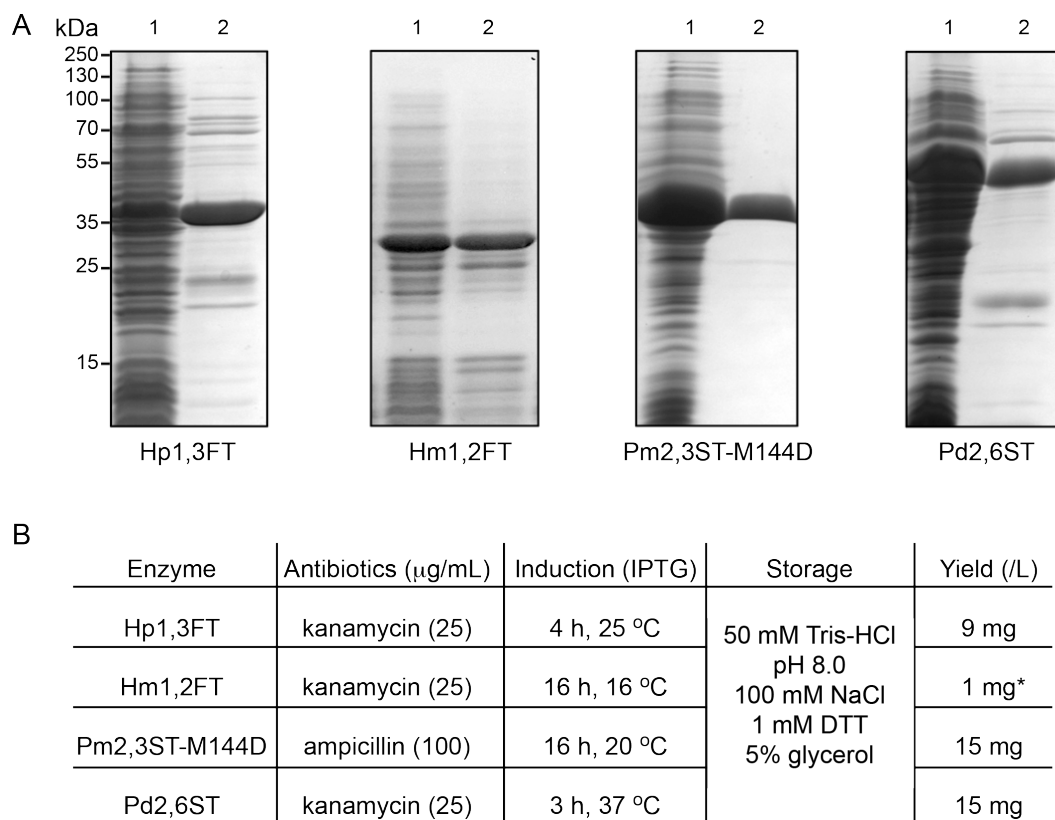 A kDa 1 2 1 2 1 2 1 2
250
130
100
70
55
35
25
15
Hp1,3FT Hm1,2FT Pm2,3ST-M144D Pd2,6ST
B
Enzyme Antibiotics (μg/mL) Induction (IPTG) Storage Yield (/L)
Hp1,3FT kanamycin (25) 4 h, 25 °C 9 mg
Hm1,2FT kanamycin (25) 16 h, 16 °C 1 mg*
Pm2,3ST-M144D ampicillin (100) 16 h, 20 °C 15 mg
Pd2,6ST kanamycin (25) 3 h, 37 °C 15 mg
50 mM Tris-HCl
pH 8.0
100 mM NaCl
1 mM DTT
5% glycerol